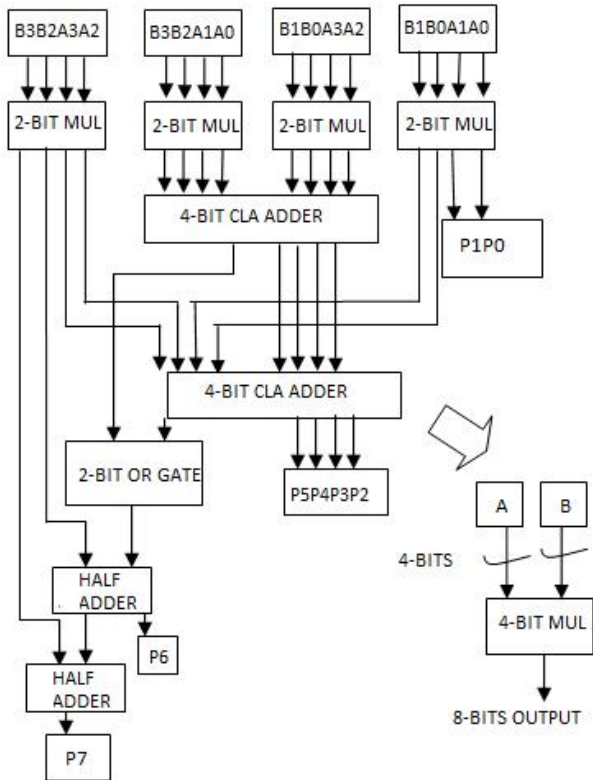 B3B2A3A2
B3B2A1A0
B1B0A3A2
B1B0A1A0
2-BIT MUL
2-BIT MUL
2-BIT MUL
2-BIT MUL
4-BIT CLA ADDER
P1P0
4-BIT CLA ADDER
2-BIT OR GATE
P5P4P3P2
A
B
4-BITS
HALF
ADDER
4-BIT MUL
P6
HALF
ADDER
8-BITS OUTPUT
P7